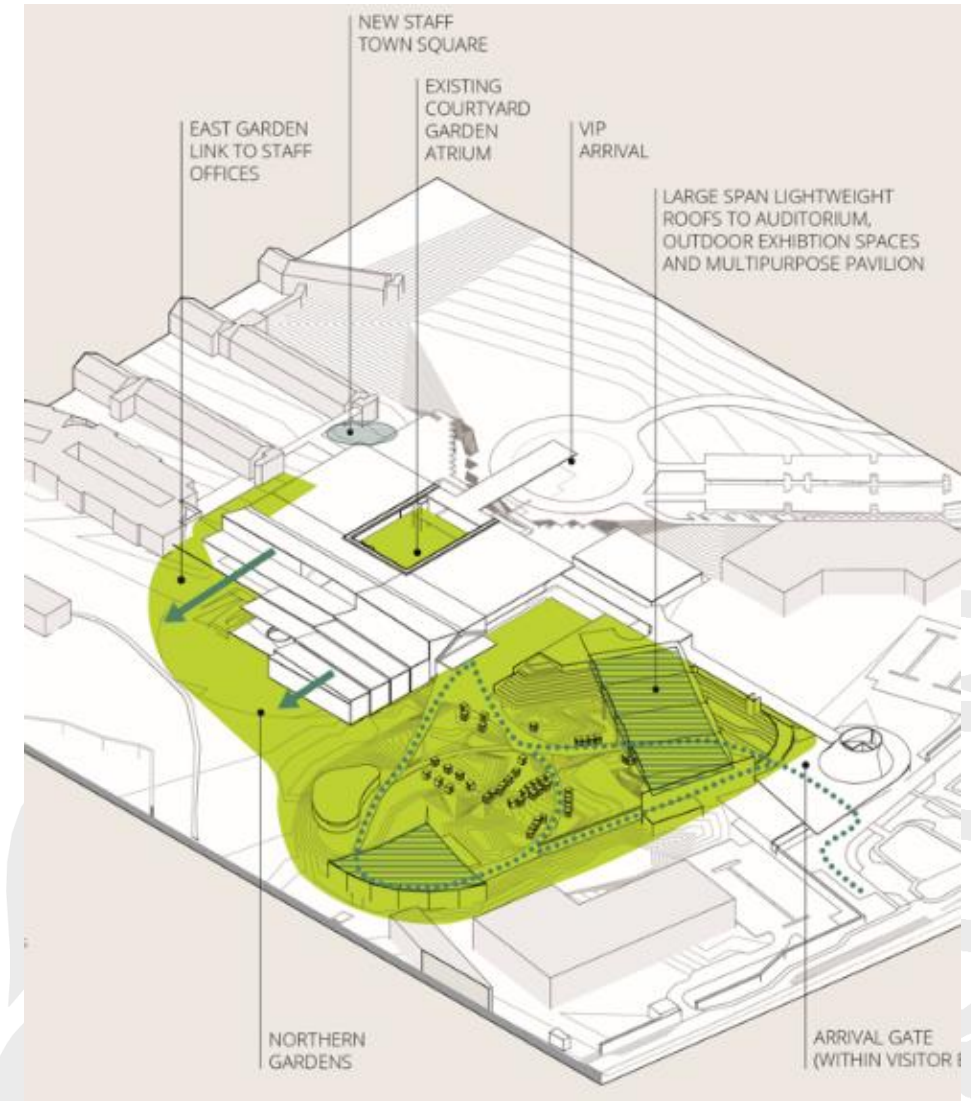 NEW STAFF
TOWN SQUARE
EXISTING
COURTYARD
GARDEN
ATRIUM
EAST GARDEN
LINK TO STAFF
OFFICES
VIP
ARRIVAL
LARGE SPAN LIGHTWEIGHT
ROOFS TO AUDITORIUM,
OUTDOOR EXHIBTION SPACES
AND MULTIPURPOSE PAVILION
NORTHERN
GARDENS
ARRIVAL GATE
(WITHIN VISITOR